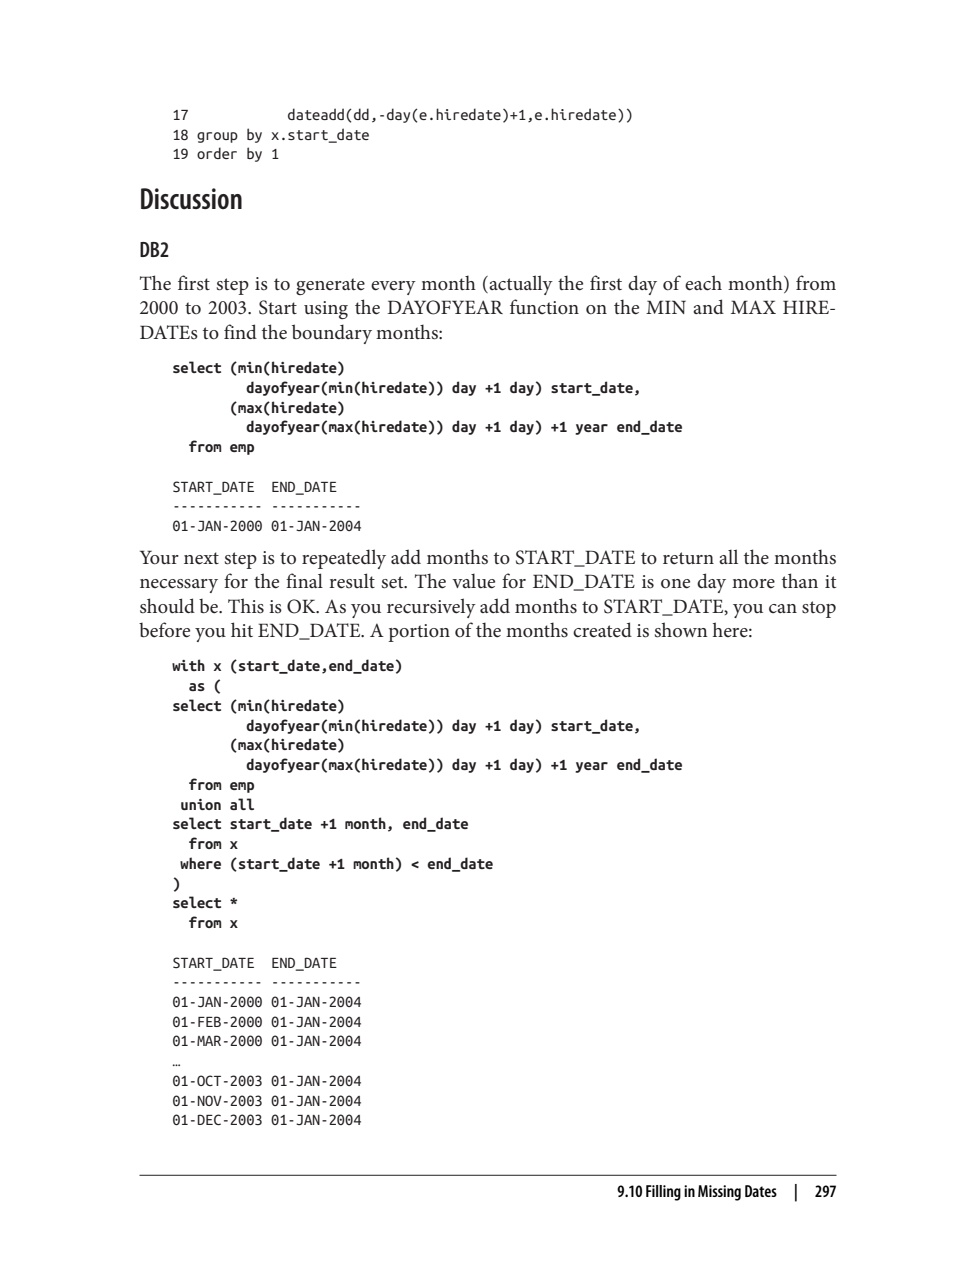 17            dateadd(dd,-day(e.hiredate)+1,e.hiredate))
18 group by x.start_date
19 order by 1
Discussion
DB2
The first step is to generate every month (actually the first day of each month) from
2000 to 2003. Start using the DAYOFYEAR function on the MIN and MAX HIRE-
DATEs to find the boundary months:
select (min(hiredate)
         dayofyear(min(hiredate)) day +1 day) start_date,
       (max(hiredate)
         dayofyear(max(hiredate)) day +1 day) +1 year end_date
  from emp
START_DATE  END_DATE
----------- -----------
01-JAN-2000 01-JAN-2004
Your next step is to repeatedly add months to START_DATE to return all the months
necessary for the final result set. The value for END_DATE is one day more than it
should be. This is OK. As you recursively add months to START_DATE, you can stop
before you hit END_DATE. A portion of the months created is shown here:
with x (start_date,end_date)
  as (
select (min(hiredate)
         dayofyear(min(hiredate)) day +1 day) start_date,
       (max(hiredate)
         dayofyear(max(hiredate)) day +1 day) +1 year end_date
  from emp
 union all
select start_date +1 month, end_date
  from x
 where (start_date +1 month) < end_date
)
select *
  from x
START_DATE  END_DATE
----------- -----------
01-JAN-2000 01-JAN-2004
01-FEB-2000 01-JAN-2004
01-MAR-2000 01-JAN-2004
…
01-OCT-2003 01-JAN-2004
01-NOV-2003 01-JAN-2004
01-DEC-2003 01-JAN-2004
9.10 Filling in Missing Dates | 297